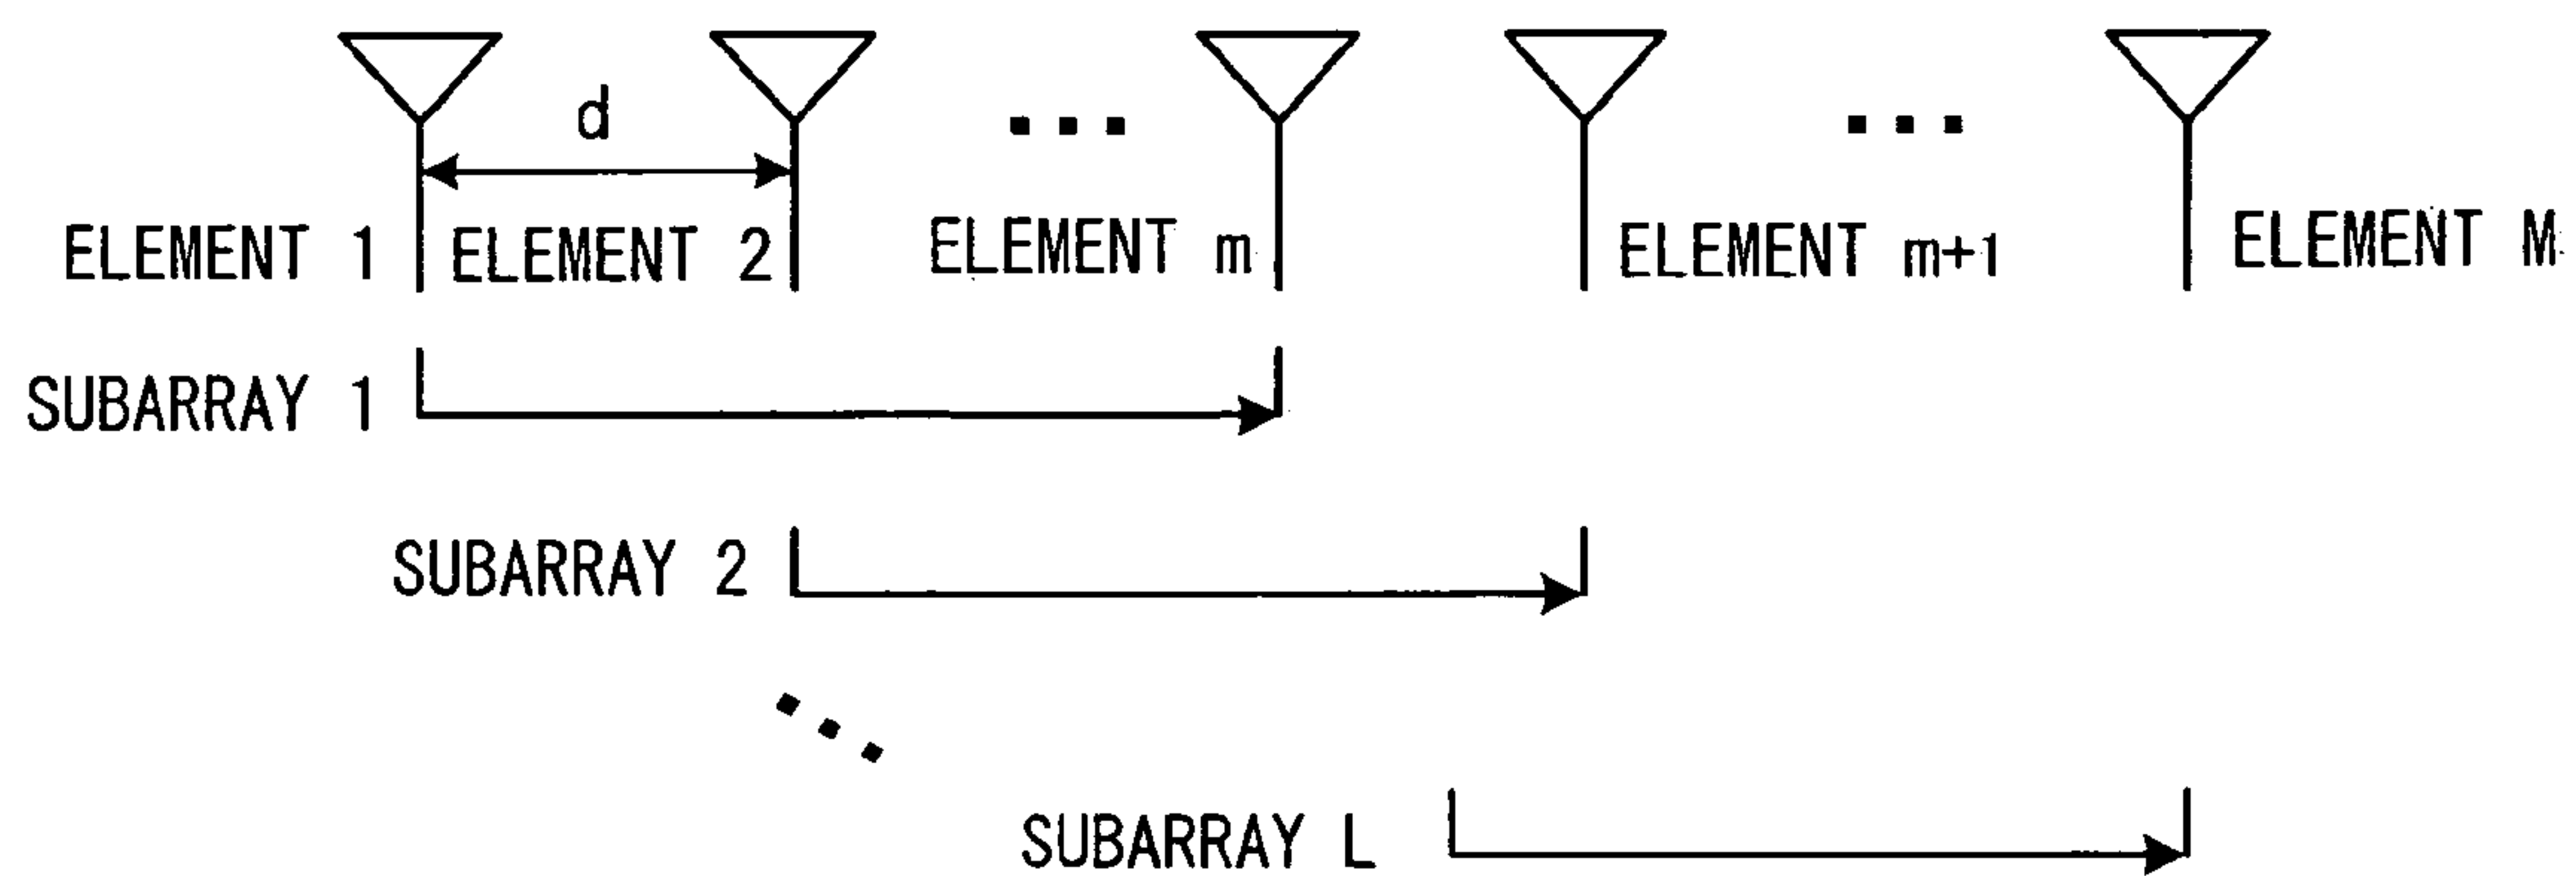 d
ELEMENT 1
ELEMENT 2
ELEMENT m
ELEMENT m+1
ELEMENT M
SUBARRAY 1
SUBARRAY 2
SUBARRAY L